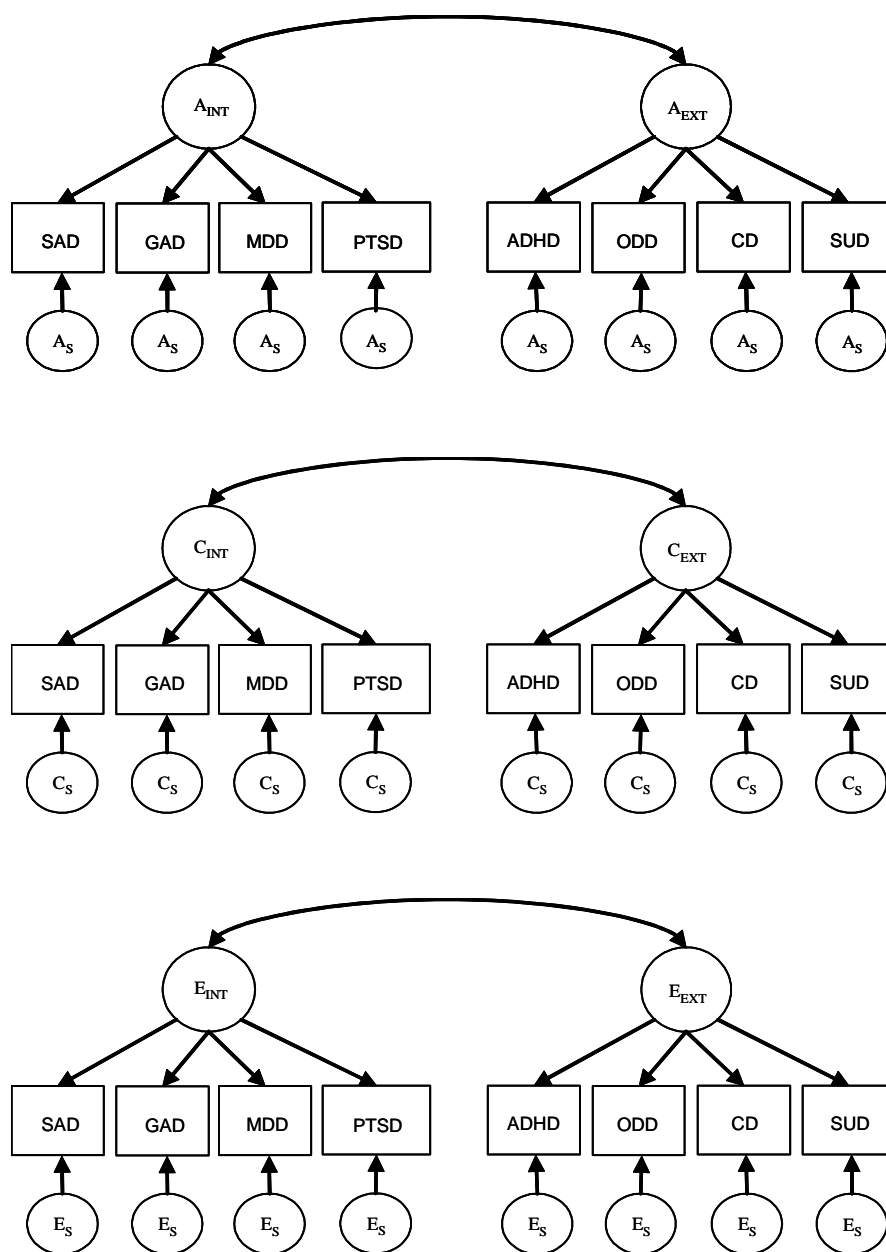 A_INT A_EXT
SAD GAD MDD PTSD ADHD ODD CD SUD
A_S A_S A_S A_S A_S A_S A_S A_S
C_INT C_EXT
SAD GAD MDD PTSD ADHD ODD CD SUD
C_S C_S C_S C_S C_S C_S C_S C_S
E_INT E_EXT
SAD GAD MDD PTSD ADHD ODD CD SUD
E_S E_S E_S E_S E_S E_S E_S E_S